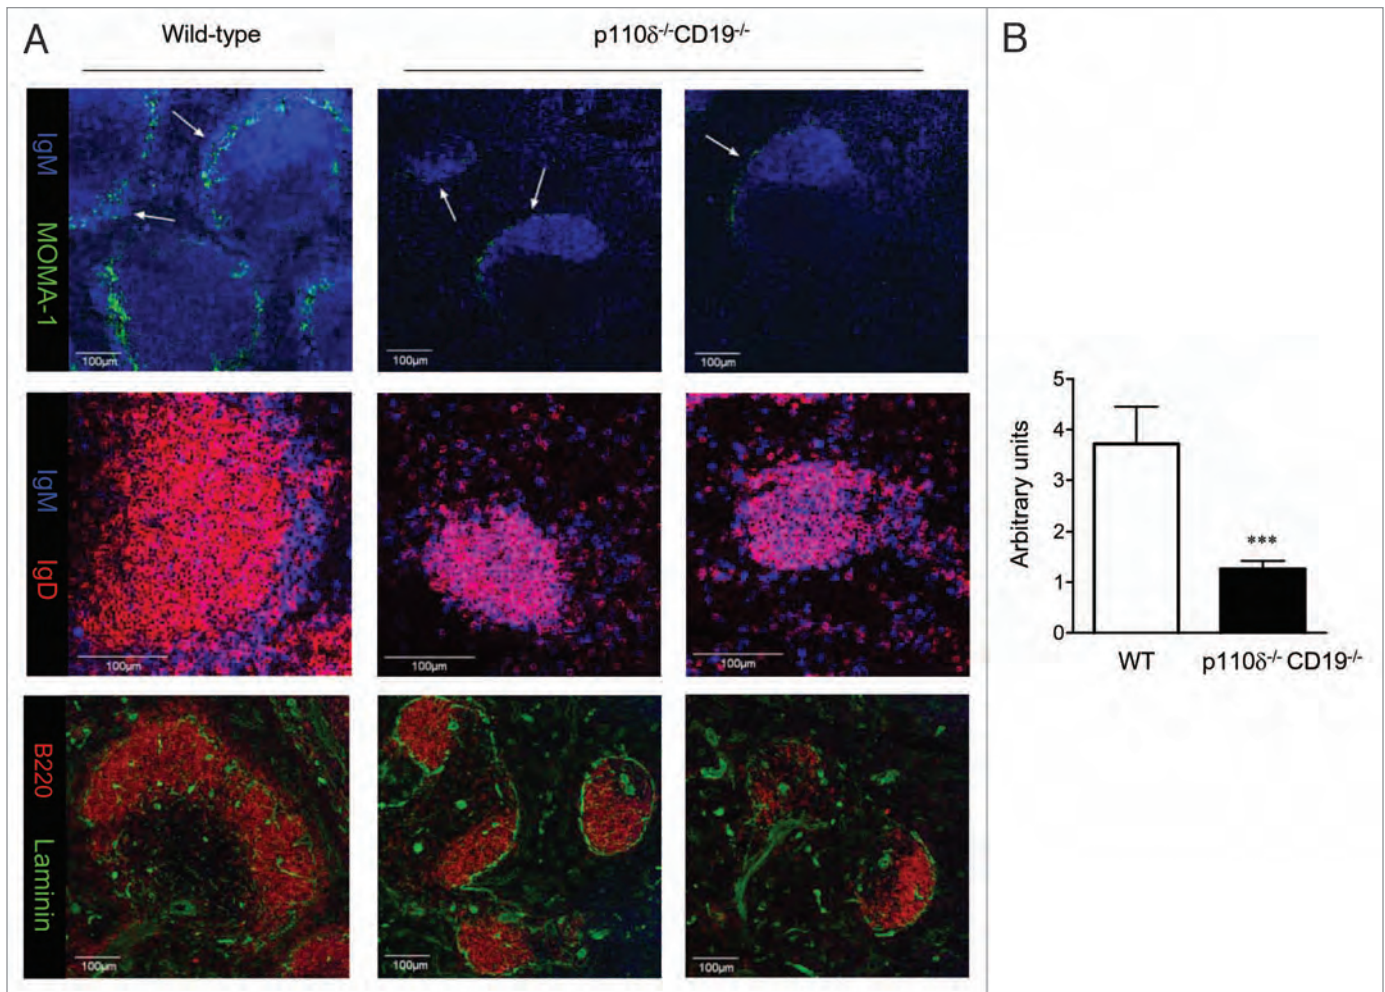 A
Wild-type
p110δ-/-CD19-/-
IgM MOMA-1
100µm
100µm
100µm
IgM IgD
100µm
100µm
100µm
B220 Laminin
100µm
100µm
100µm
B
Arbitrary units
5
4
3
2
1
0
***
WT
p110δ-/- CD19-/-